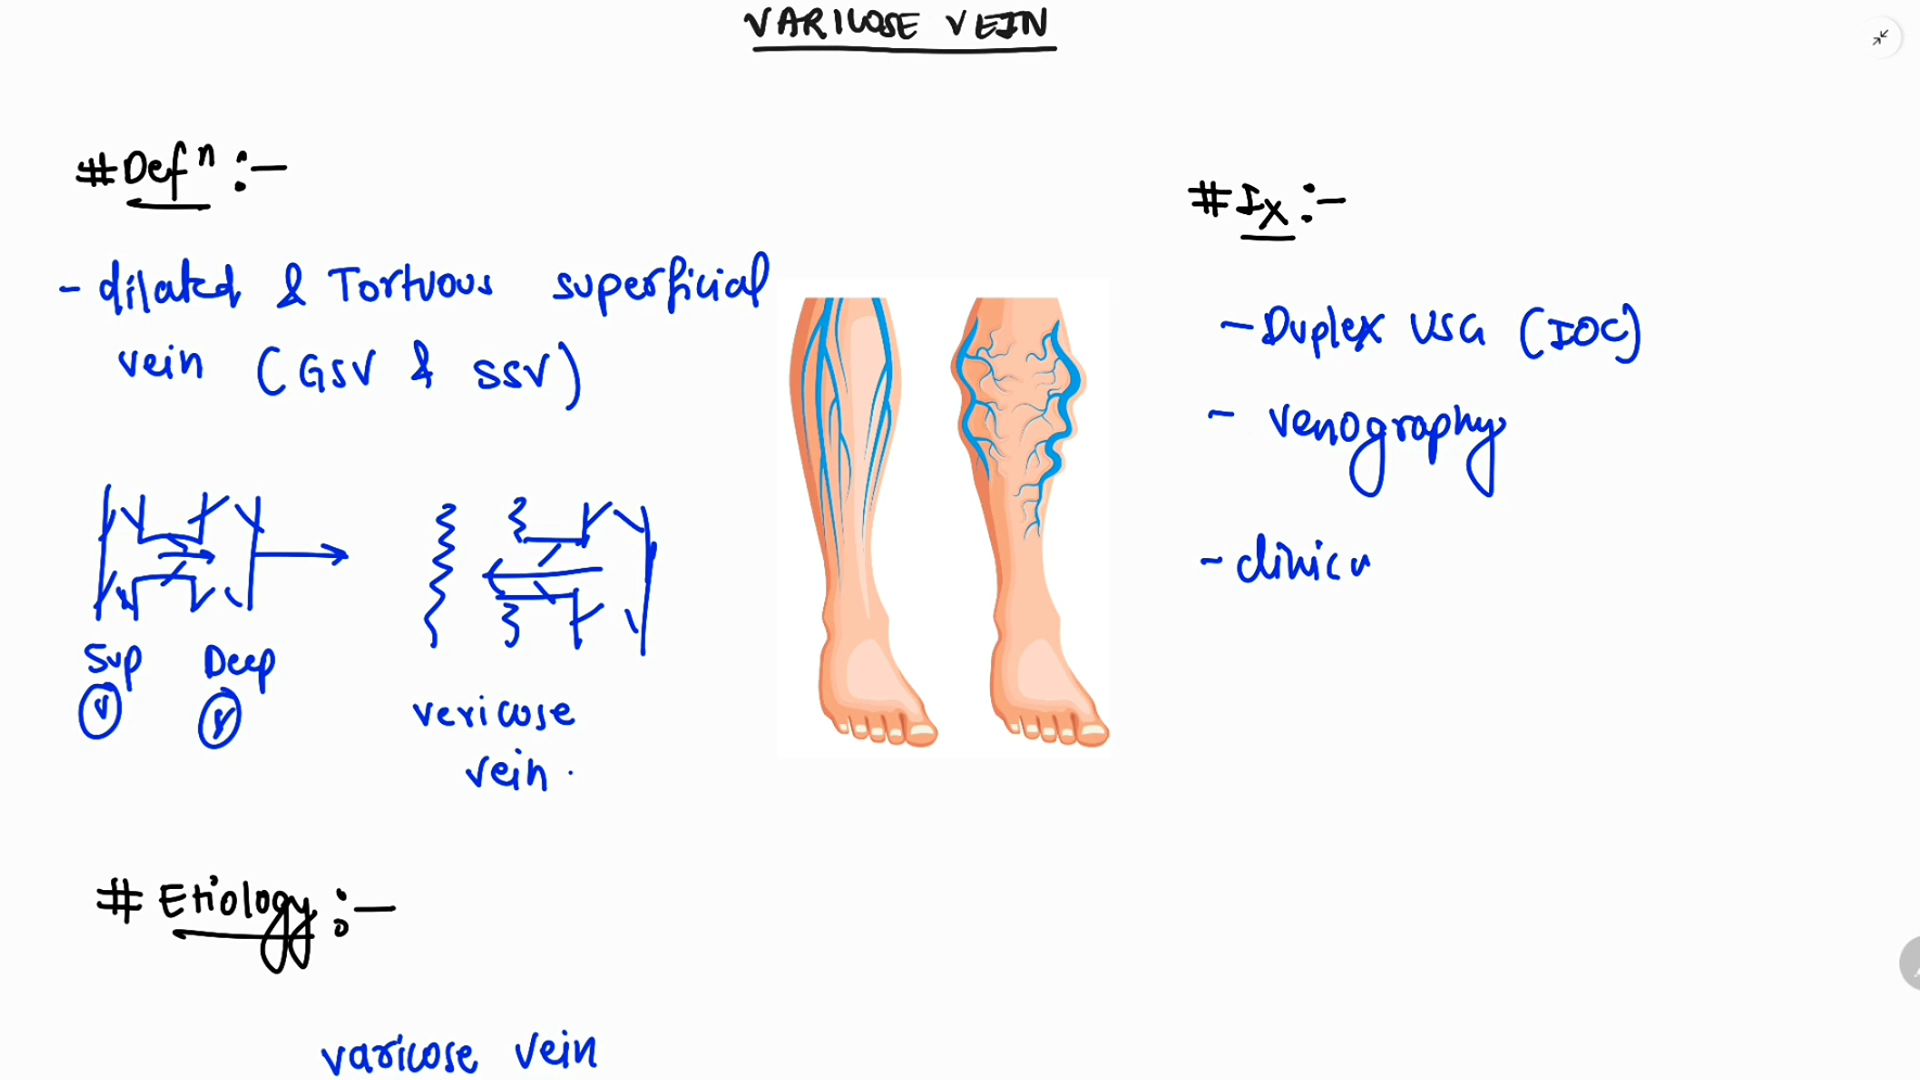 VARICOSE VEIN
# Defⁿ :-
- dilated & Tortuous superficial
vein (GSV & SSV)
Sup Deep
V V
vericose
vein.
# Etiology :-
varicose vein
# Ix :-
- Duplex USG (IOC)
- venography
- clinica